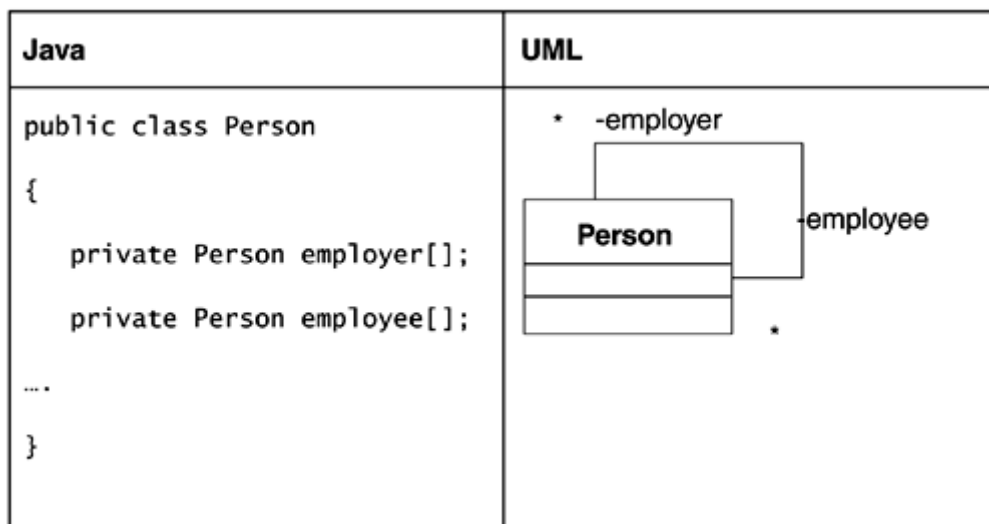 Java
UML
public class Person
{
private Person employer[];
private Person employee[];
....
}
* -employer
Person
-employee
*